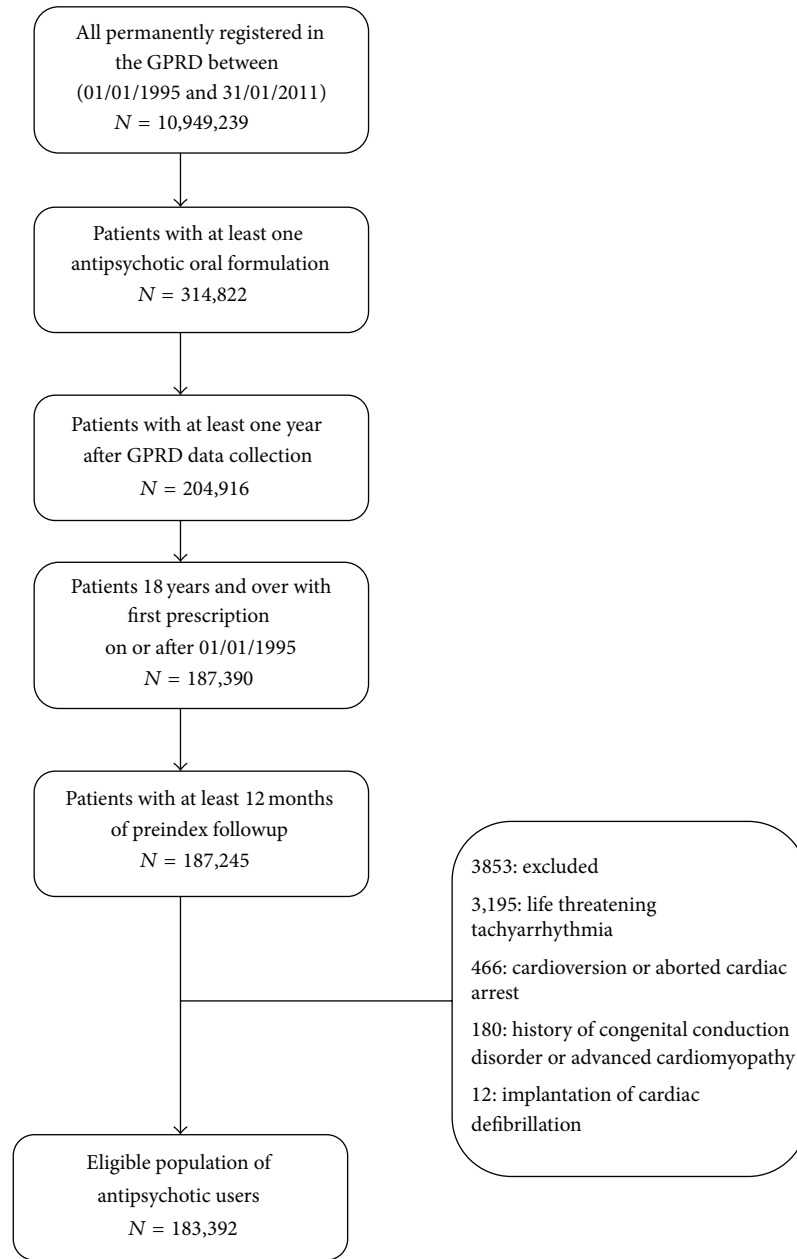 All permanently registered in
the GPRD between
(01/01/1995 and 31/01/2011)
N = 10,949,239
Patients with at least one
antipsychotic oral formulation
N = 314,822
Patients with at least one year
after GPRD data collection
N = 204,916
Patients 18 years and over with
first prescription
on or after 01/01/1995
N = 187,390
Patients with at least 12 months
of preindex followup
N = 187,245
3853: excluded
3,195: life threatening
tachyarrhythmia
466: cardioversion or aborted cardiac
arrest
180: history of congenital conduction
disorder or advanced cardiomyopathy
12: implantation of cardiac
defibrillation
Eligible population of
antipsychotic users
N = 183,392